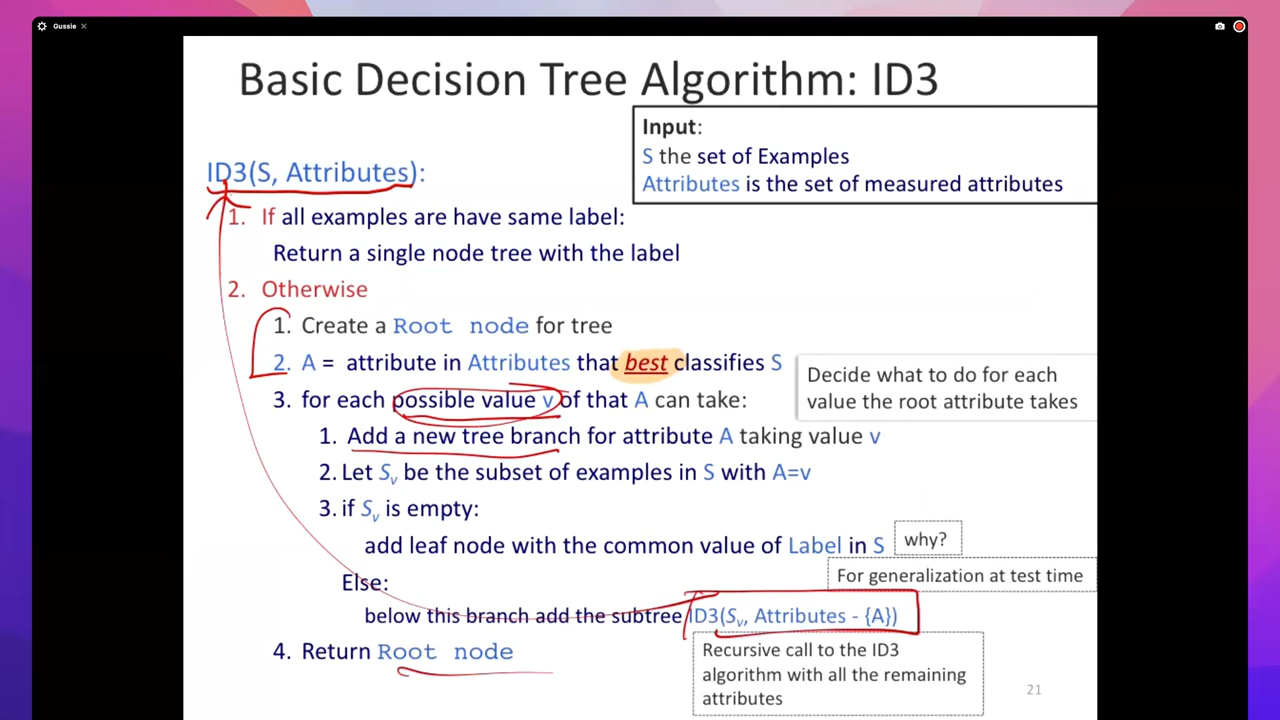 Gussie
Basic Decision Tree Algorithm: ID3
Input:
S the set of Examples
Attributes is the set of measured attributes
ID3(S, Attributes):
1. If all examples are have same label:
Return a single node tree with the label
2. Otherwise
1. Create a Root node for tree
2. A = attribute in Attributes that best classifies S
3. for each possible value v of that A can take:
Decide what to do for each
value the root attribute takes
1. Add a new tree branch for attribute A taking value v
2. Let Sv be the subset of examples in S with A=v
3. if Sv is empty:
add leaf node with the common value of Label in S
why?
For generalization at test time
Else:
below this branch add the subtree ID3(Sv, Attributes - {A})
4. Return Root node
Recursive call to the ID3
algorithm with all the remaining
attributes
21